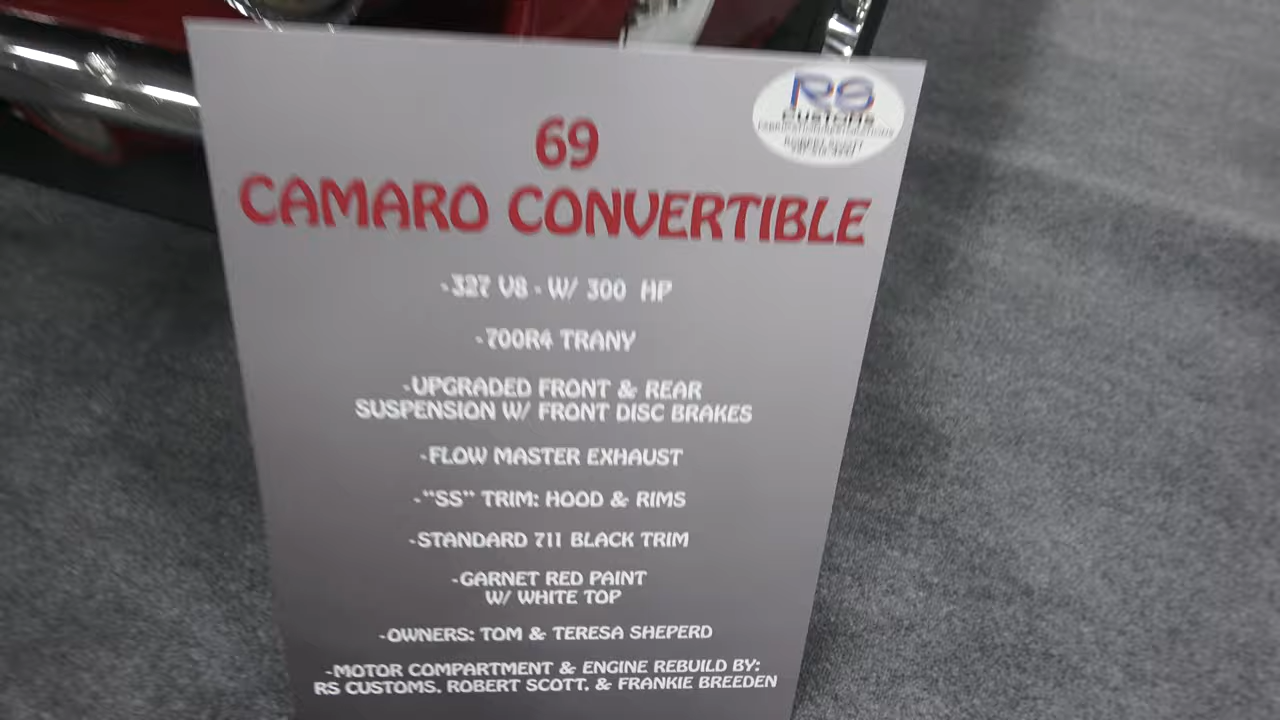 RS
CUSTOMS
69
CAMARO CONVERTIBLE
-327 V8 - W/ 300 HP
-700R4 TRANY
-UPGRADED FRONT & REAR
SUSPENSION W/ FRONT DISC BRAKES
-FLOW MASTER EXHAUST
-"SS" TRIM: HOOD & RIMS
-STANDARD 711 BLACK TRIM
-GARNET RED PAINT
W/ WHITE TOP
-OWNERS: TOM & TERESA SHEPERD
-MOTOR COMPARTMENT & ENGINE REBUILD BY:
RS CUSTOMS, ROBERT SCOTT, & FRANKIE BREEDEN